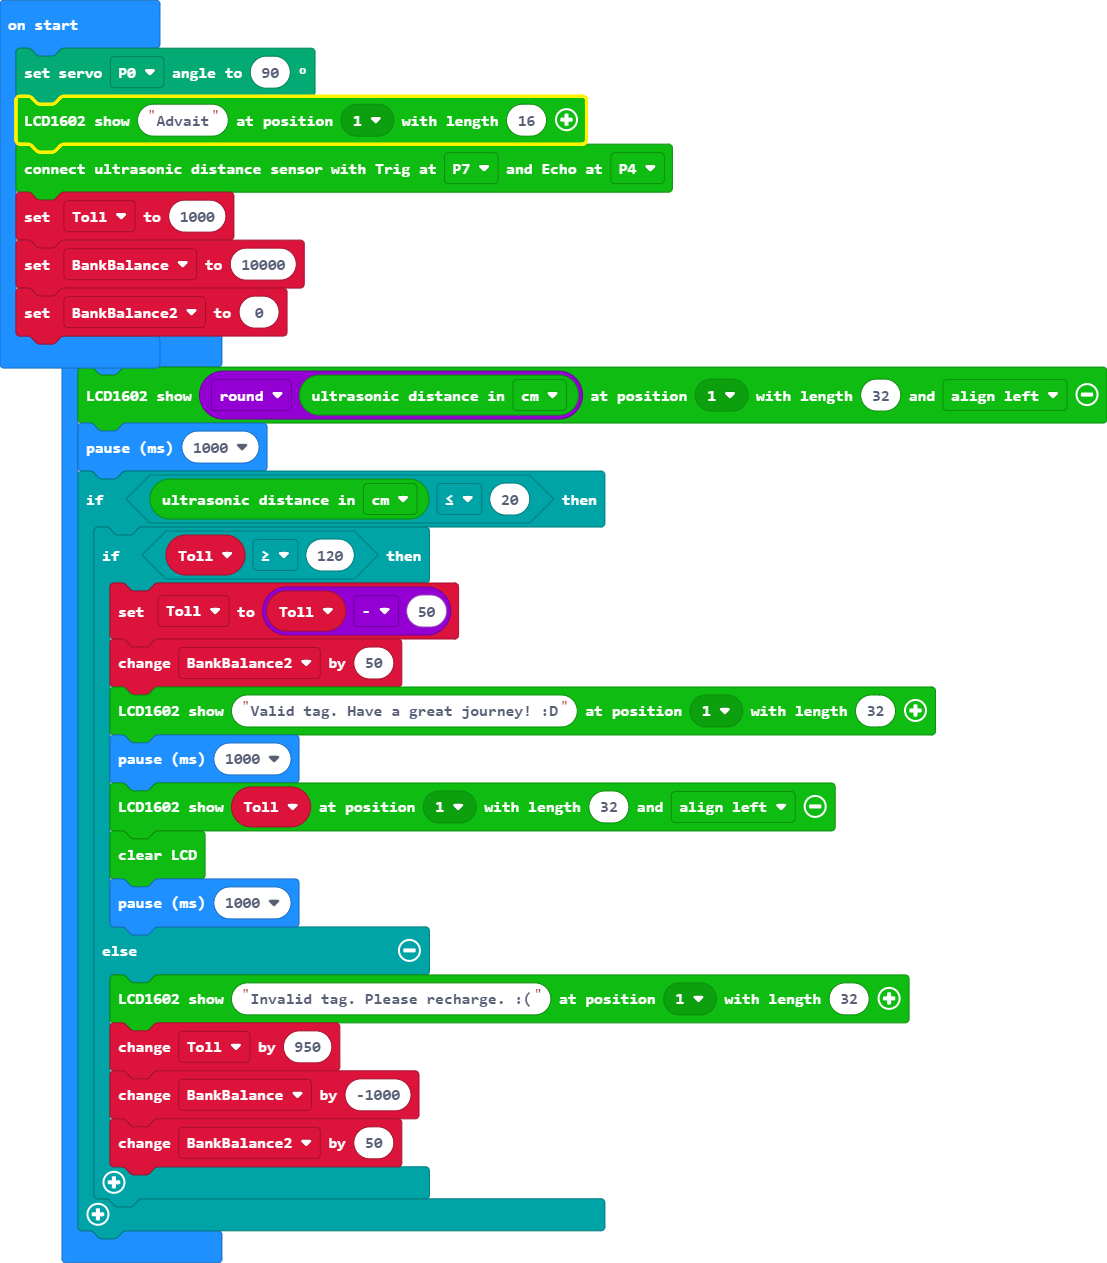 on start
set servo P0 angle to 90 °
LCD1602 show "Advait" at position 1 with length 16
connect ultrasonic distance sensor with Trig at P7 and Echo at P4
set Toll to 1000
set BankBalance to 10000
set BankBalance2 to 0
LCD1602 show round ultrasonic distance in cm at position 1 with length 32 and align left
pause (ms) 1000
if ultrasonic distance in cm ≤ 20 then
if Toll ≥ 120 then
set Toll to Toll - 50
change BankBalance2 by 50
LCD1602 show "Valid tag. Have a great journey! :D" at position 1 with length 32
pause (ms) 1000
LCD1602 show Toll at position 1 with length 32 and align left
clear LCD
pause (ms) 1000
else
LCD1602 show "Invalid tag. Please recharge. :(" at position 1 with length 32
change Toll by 950
change BankBalance by -1000
change BankBalance2 by 50